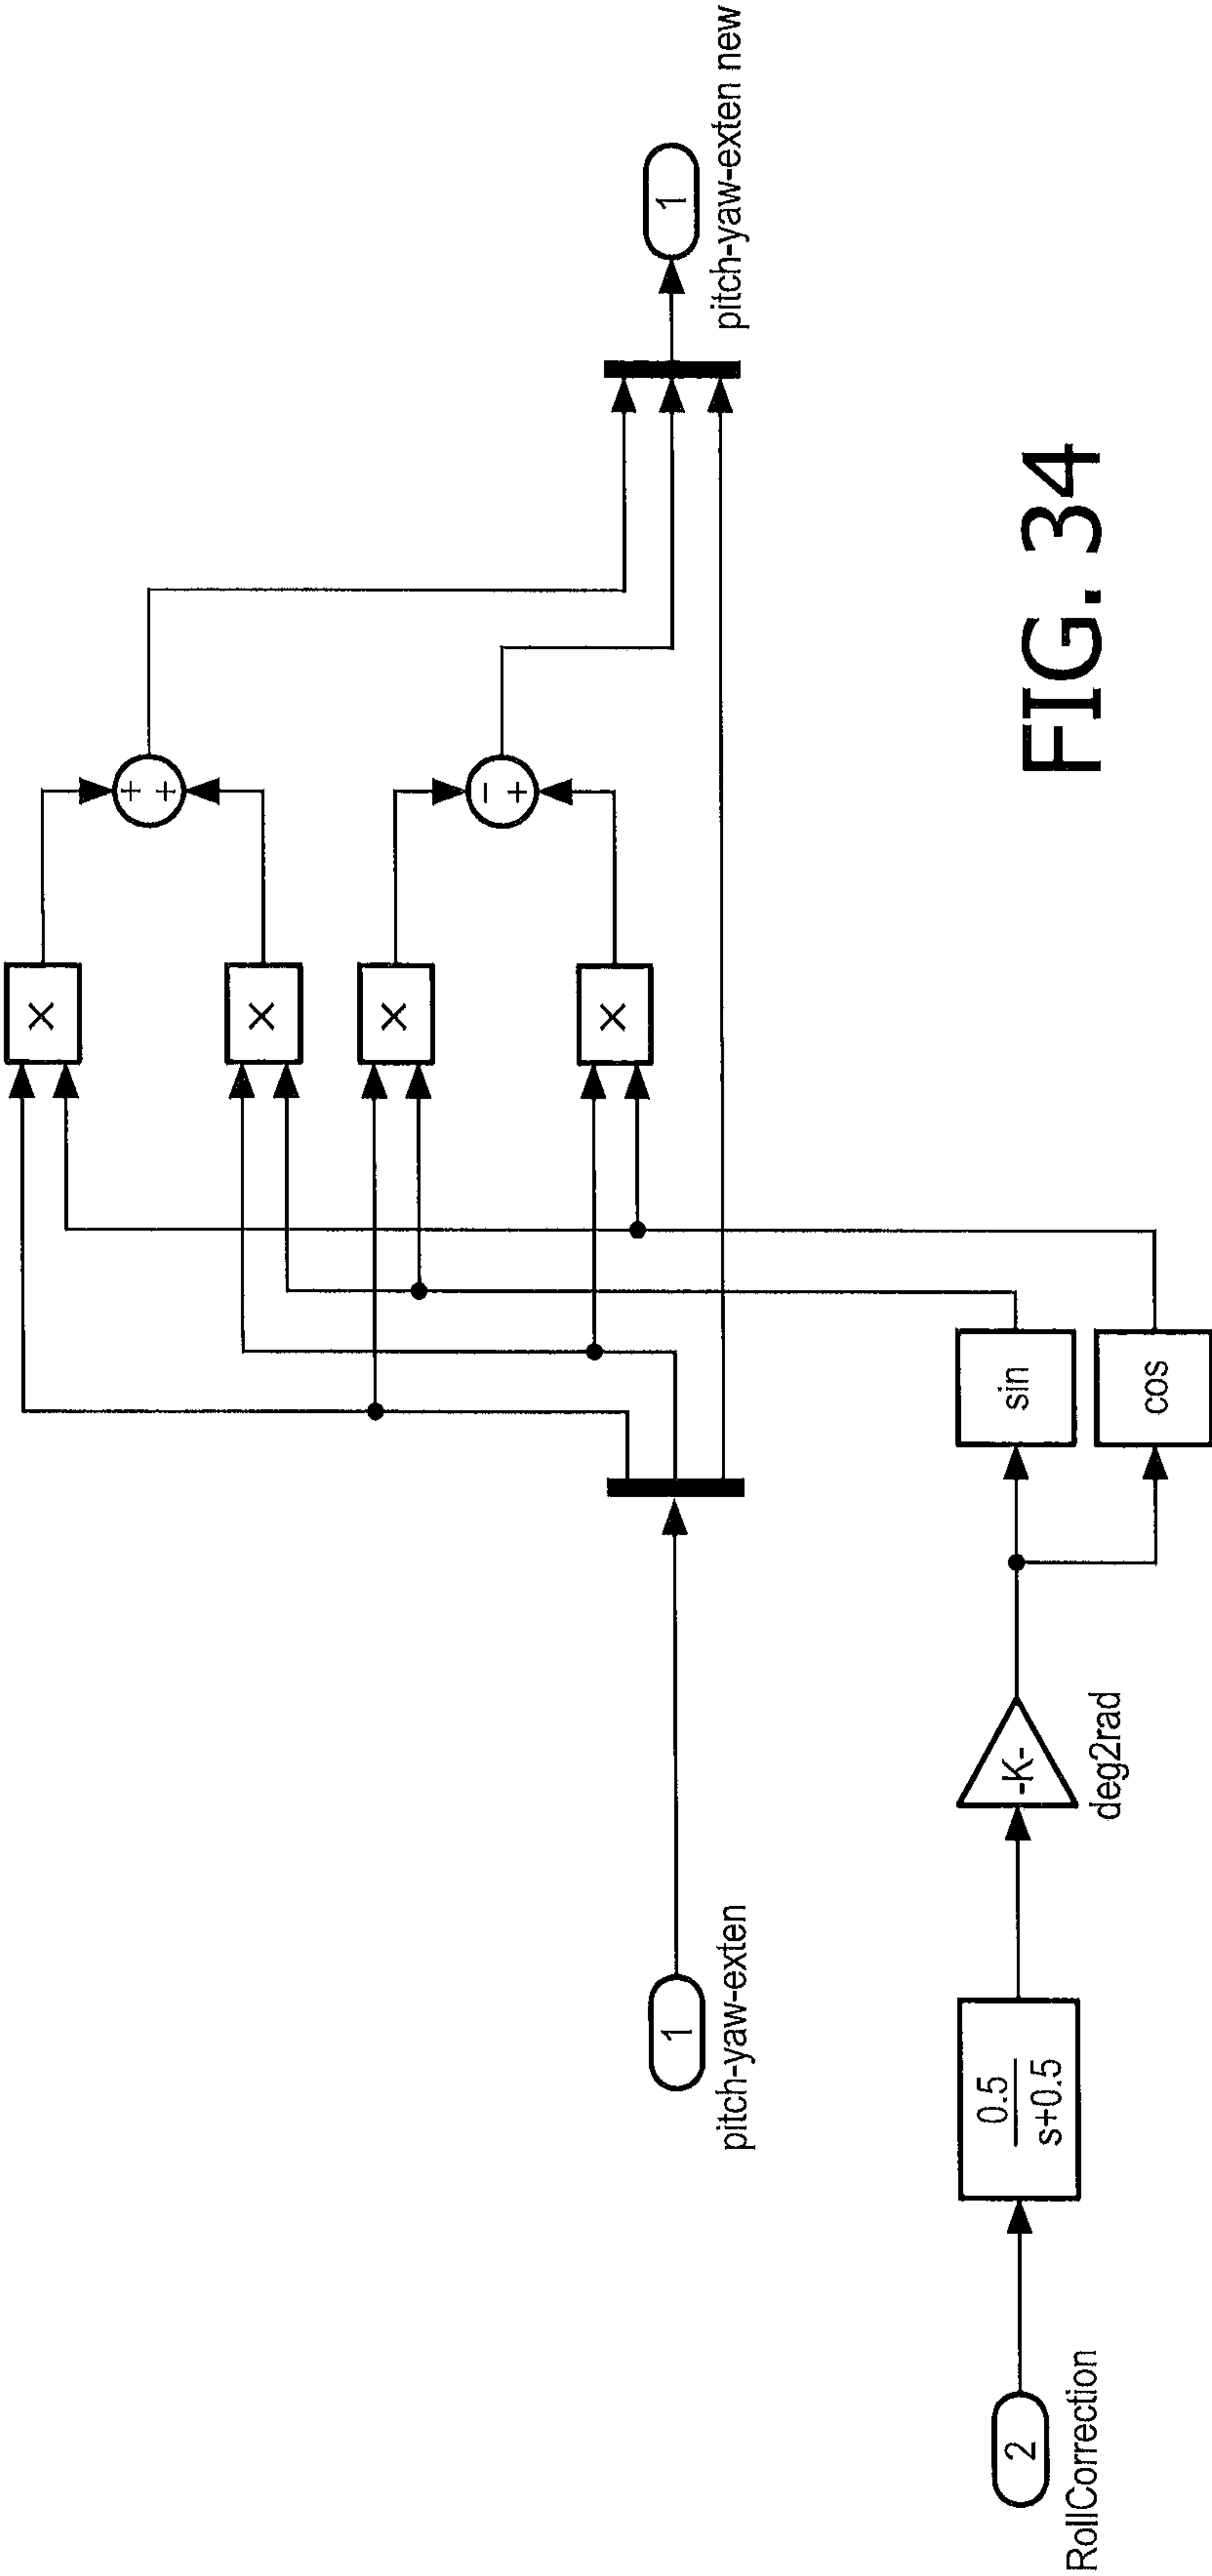 ×
+
+
×
×
−
+
×
1
pitch-yaw-exten new
1
pitch-yaw-exten
2
RollCorrection
0.5
s+0.5
-K-
deg2rad
sin
cos
FIG. 34